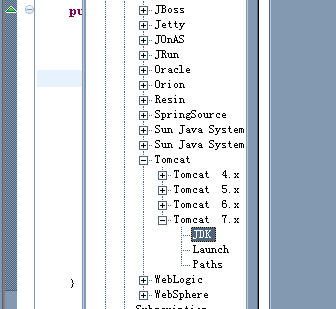 pu
JBoss
Jetty
JOnAS
JRun
Oracle
Orion
Resin
SpringSource
Sun Java System
Sun Java System
Tomcat
Tomcat 4.x
Tomcat 5.x
Tomcat 6.x
Tomcat 7.x
JDK
Launch
Paths
}
WebLogic
WebSphere